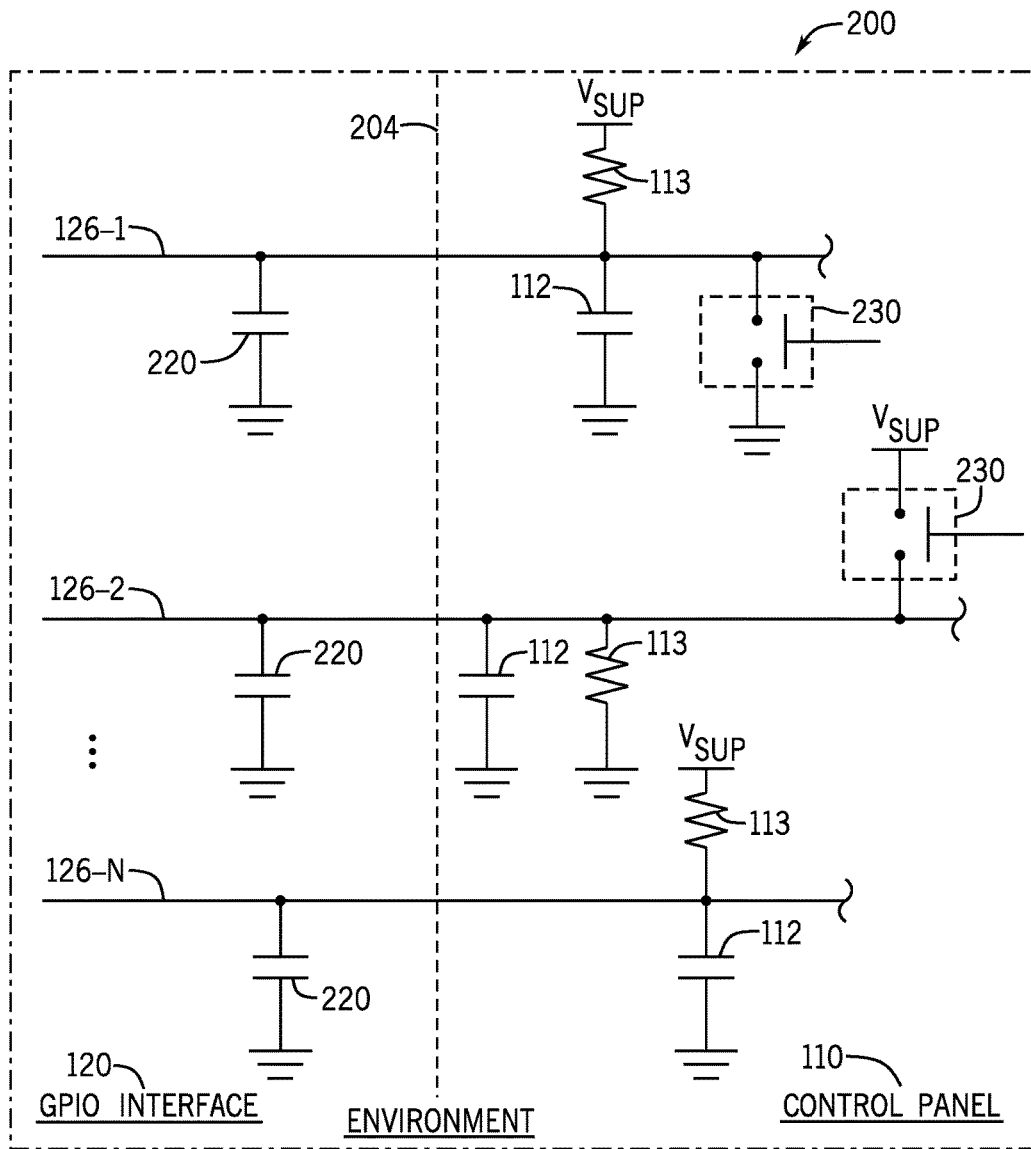 200
V_SUP
204
113
126-1
112
230
220
V_SUP
230
126-2
220
112
113
V_SUP
113
126-N
112
220
120
110
GPIO INTERFACE
CONTROL PANEL
ENVIRONMENT